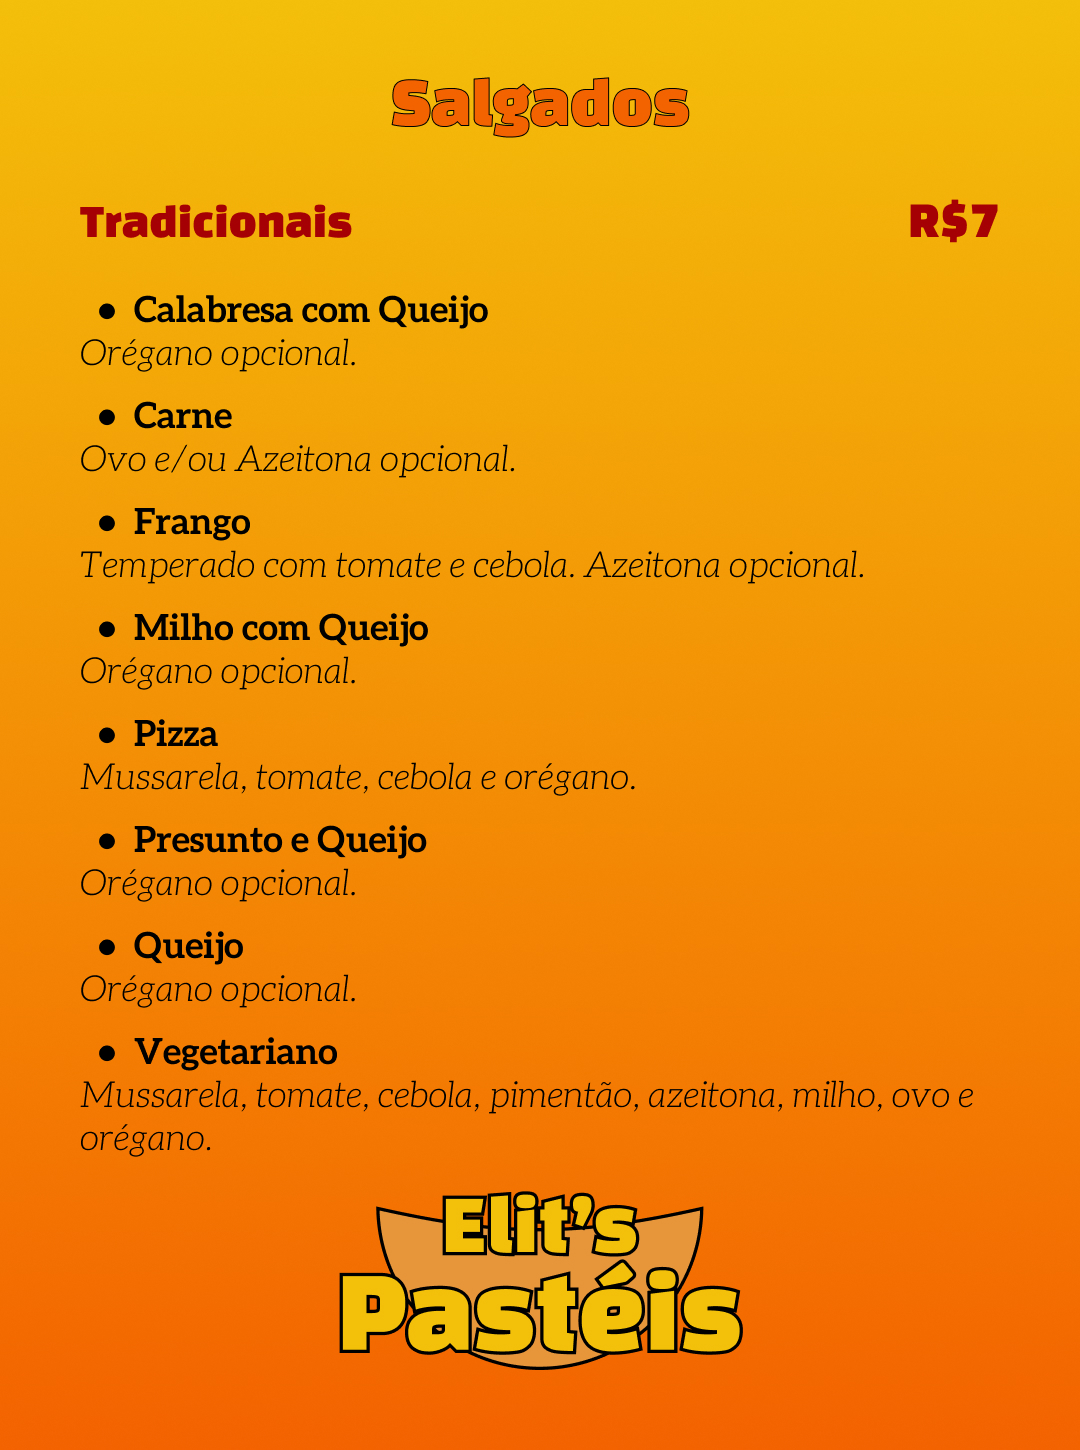 Salgados
Tradicionais R$7
● Calabresa com Queijo
Orégano opcional.
● Carne
Ovo e/ou Azeitona opcional.
● Frango
Temperado com tomate e cebola. Azeitona opcional.
● Milho com Queijo
Orégano opcional.
● Pizza
Mussarela, tomate, cebola e orégano.
● Presunto e Queijo
Orégano opcional.
● Queijo
Orégano opcional.
● Vegetariano
Mussarela, tomate, cebola, pimentão, azeitona, milho, ovo e
orégano.
Elit's
Pastéis